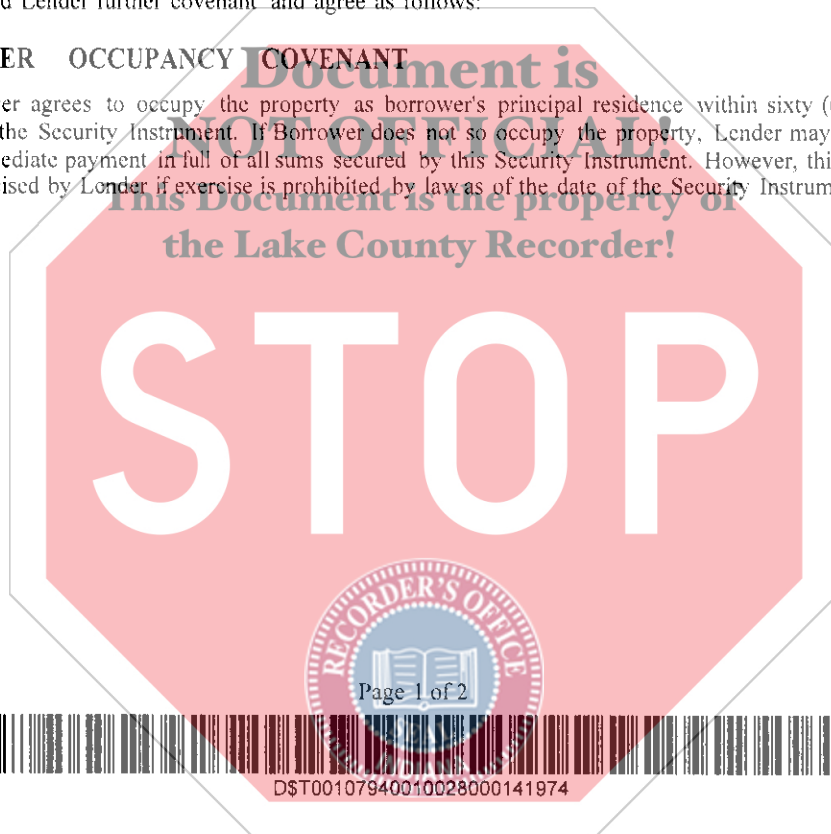 d Lender further covenant and agree as follows:
ER OCCUPANCY COVENANT
Document is
er agrees to occupy the property as borrower's principal residence within sixty (
NOT OFFICIAL!
the Security Instrument. If Borrower does not so occupy the property, Lender may
ediate payment in full of all sums secured by this Security Instrument. However, thi
ised by Lender if exercise is prohibited by law as of the date of the Security Instrum
This Document is the property of
the Lake County Recorder!
STOP
RECORDER'S OFFICE
Page 1 of 2
SEAL
INDIANA
D$T00107940010028000141974